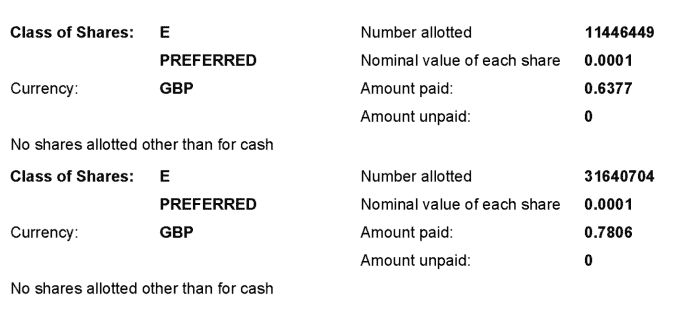 Class of Shares: E Number allotted 11446449
PREFERRED Nominal value of each share 0.0001
Currency: GBP Amount paid: 0.6377
Amount unpaid: 0
No shares allotted other than for cash
Class of Shares: E Number allotted 31640704
PREFERRED Nominal value of each share 0.0001
Currency: GBP Amount paid: 0.7806
Amount unpaid: 0
No shares allotted other than for cash